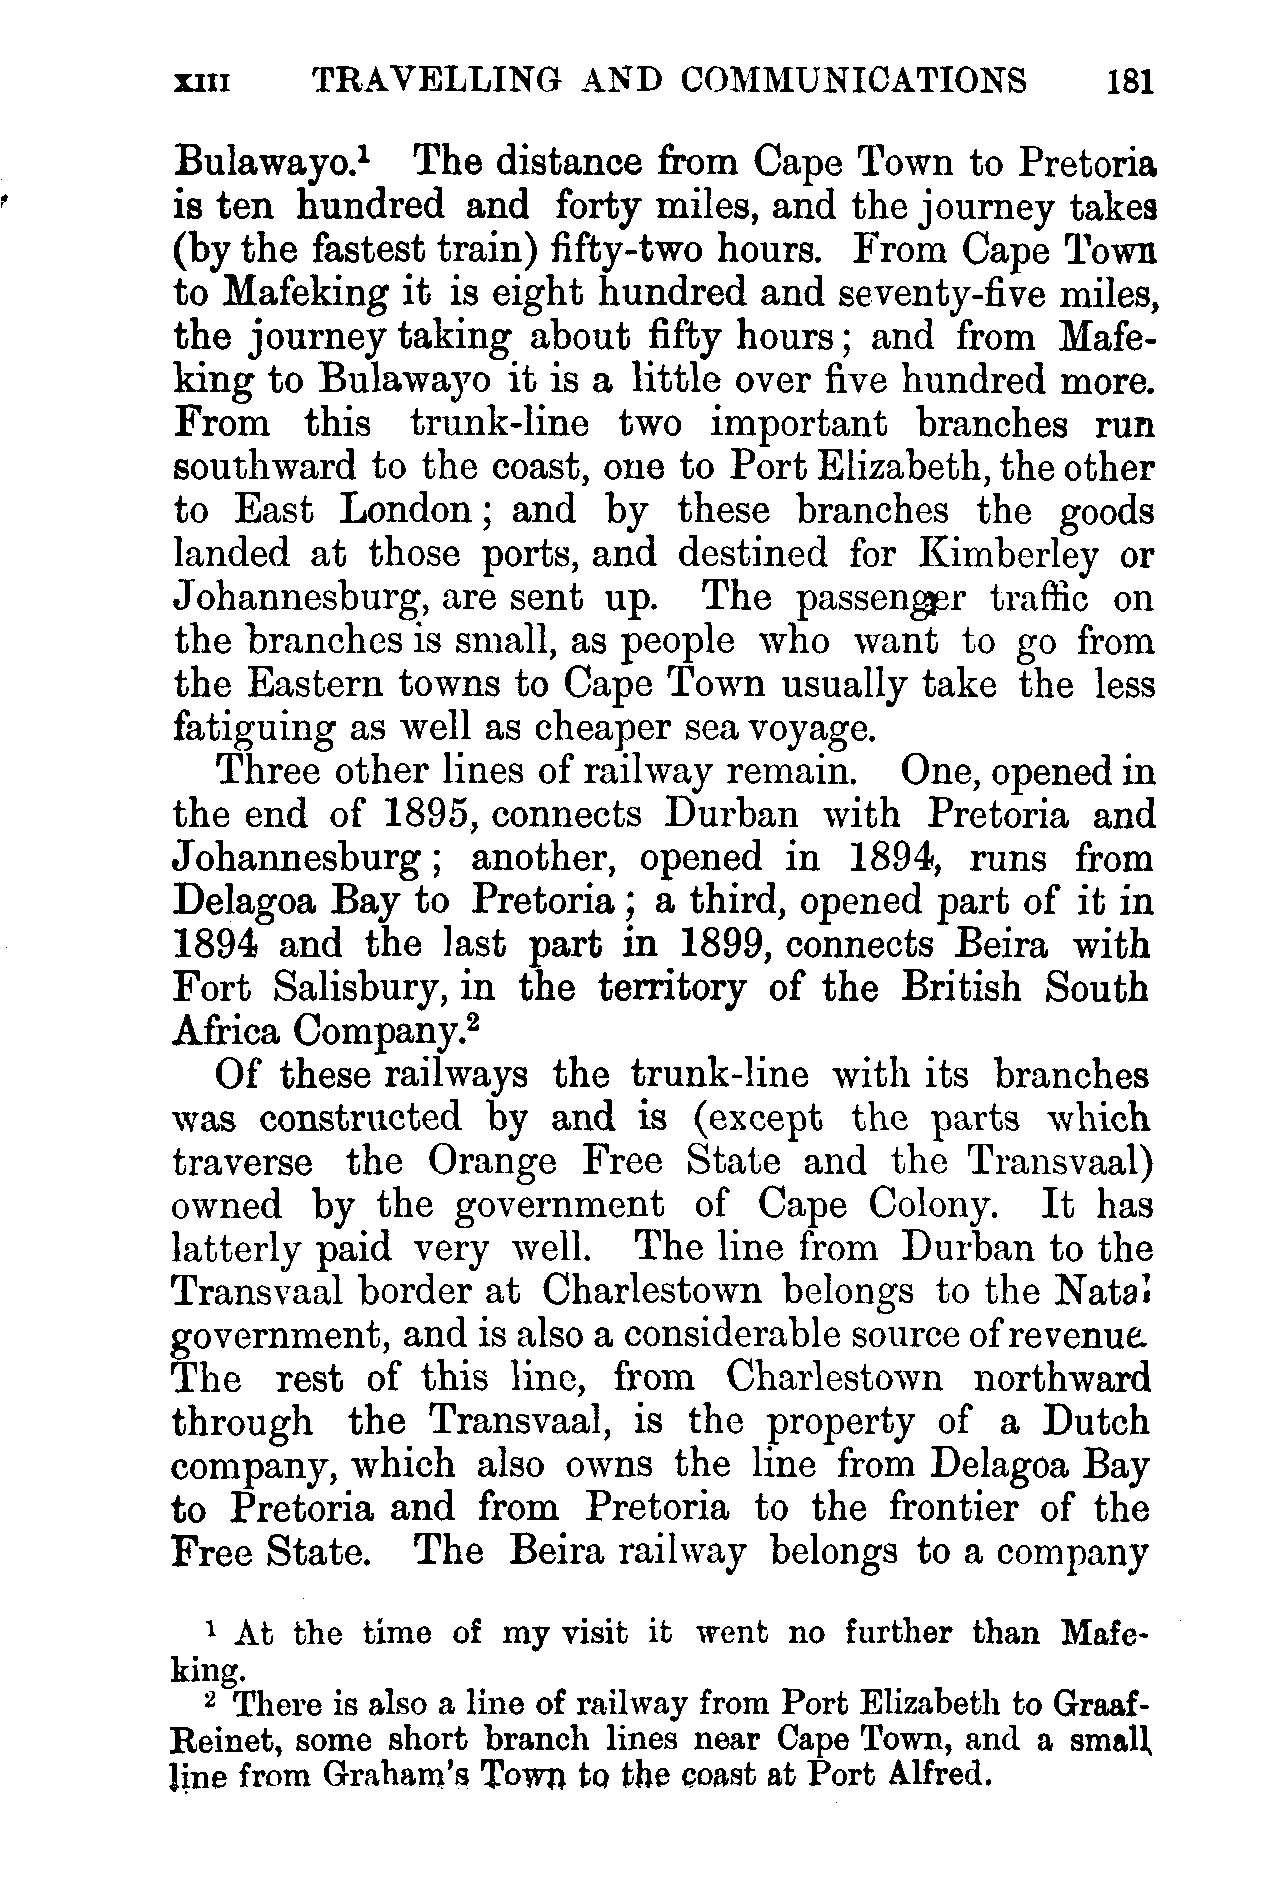 XIII TRAVELLING AND COMMUNICATIONS 181
Bulawayo.¹ The distance from Cape Town to Pretoria
is ten hundred and forty miles, and the journey takes
(by the fastest train) fifty-two hours. From Cape Town
to Mafeking it is eight hundred and seventy-five miles,
the journey taking about fifty hours; and from Mafe-
king to Bulawayo it is a little over five hundred more.
From this trunk-line two important branches run
southward to the coast, one to Port Elizabeth, the other
to East London; and by these branches the goods
landed at those ports, and destined for Kimberley or
Johannesburg, are sent up. The passenger traffic on
the branches is small, as people who want to go from
the Eastern towns to Cape Town usually take the less
fatiguing as well as cheaper sea voyage.
Three other lines of railway remain. One, opened in
the end of 1895, connects Durban with Pretoria and
Johannesburg; another, opened in 1894, runs from
Delagoa Bay to Pretoria; a third, opened part of it in
1894 and the last part in 1899, connects Beira with
Fort Salisbury, in the territory of the British South
Africa Company.²
Of these railways the trunk-line with its branches
was constructed by and is (except the parts which
traverse the Orange Free State and the Transvaal)
owned by the government of Cape Colony. It has
latterly paid very well. The line from Durban to the
Transvaal border at Charlestown belongs to the Natal
government, and is also a considerable source of revenue.
The rest of this line, from Charlestown northward
through the Transvaal, is the property of a Dutch
company, which also owns the line from Delagoa Bay
to Pretoria and from Pretoria to the frontier of the
Free State. The Beira railway belongs to a company
¹ At the time of my visit it went no further than Mafe-
king.
² There is also a line of railway from Port Elizabeth to Graaf-
Reinet, some short branch lines near Cape Town, and a small
line from Graham's Town to the coast at Port Alfred.